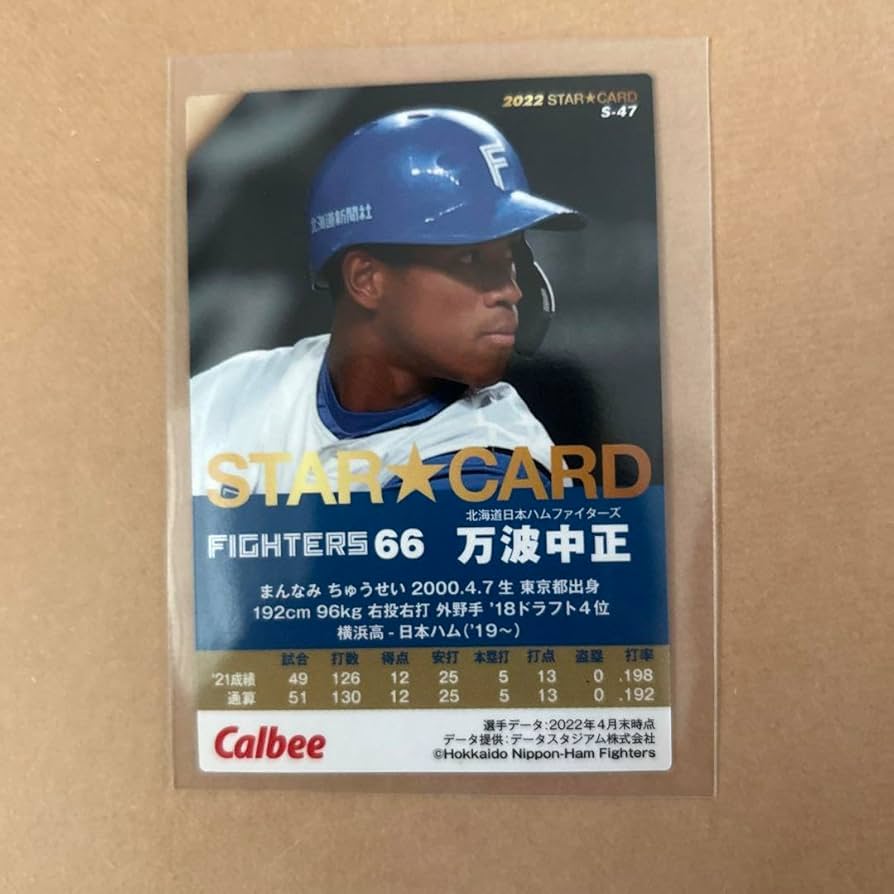 2022 STAR★CARD
S-47
F
北海道新聞社
STAR★CARD
北海道日本ハムファイターズ
FIGHTERS 66 万波中正
まんなみ ちゅうせい 2000.4.7 生 東京都出身
192cm 96kg 右投右打 外野手 '18ドラフト4位
横浜高 - 日本ハム('19～)
試合 打数 得点 安打 本塁打 打点 盗塁 打率
'21成績 49 126 12 25 5 13 0 .198
通算 51 130 12 25 5 13 0 .192
Calbee
選手データ:2022年4月末時点
データ提供:データスタジアム株式会社
©Hokkaido Nippon-Ham Fighters